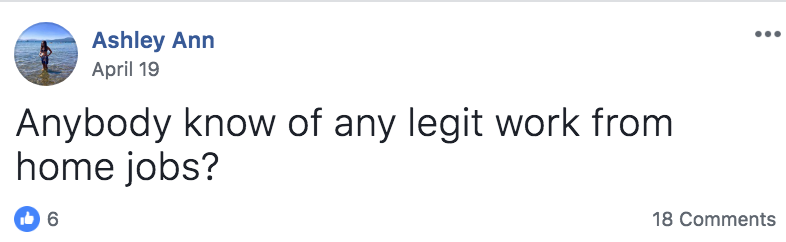 Ashley Ann
April 19
Anybody know of any legit work from
home jobs?
6
18 Comments